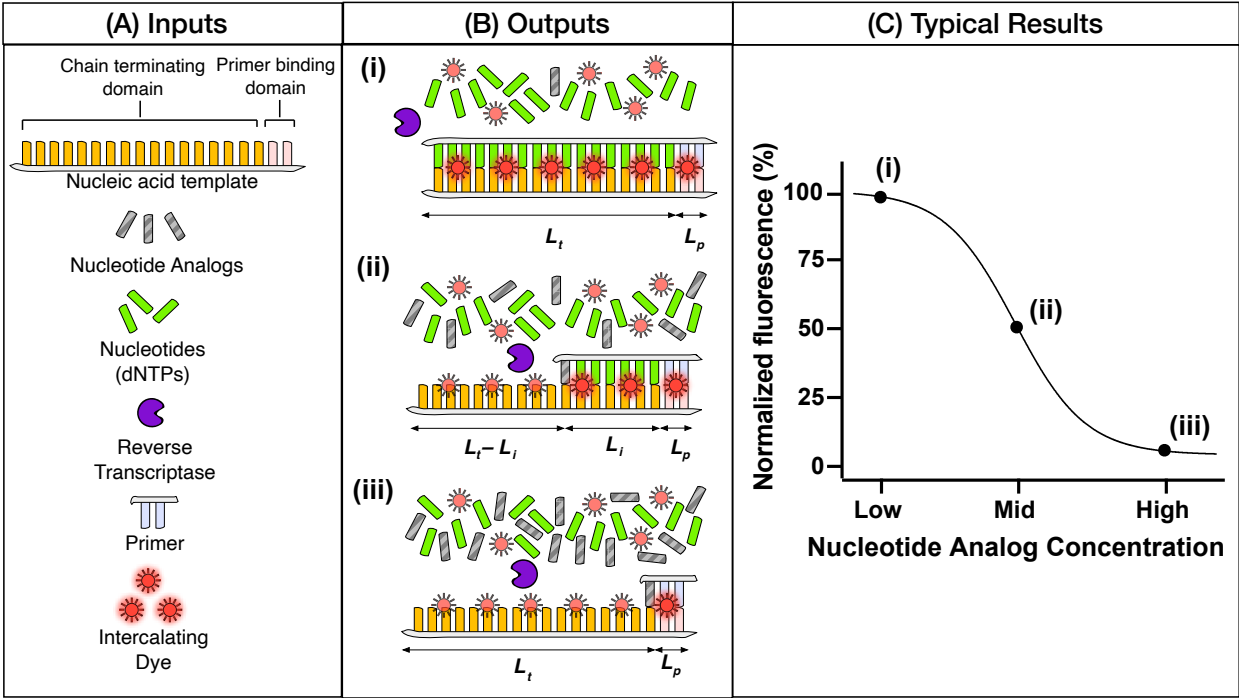 (A) Inputs
Chain terminating
domain
Primer binding
domain
Nucleic acid template
Nucleotide Analogs
Nucleotides
(dNTPs)
Reverse
Transcriptase
Primer
Intercalating
Dye
(B) Outputs
(i)
Lt
Lp
(ii)
Lt– Li
Li
Lp
(iii)
Lt
Lp
(C) Typical Results
Normalized fluorescence (%)
100
75
50
25
0
(i)
(ii)
(iii)
Low
Mid
High
Nucleotide Analog Concentration